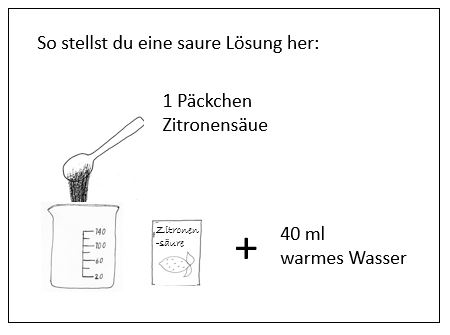 So stellst du eine saure Lösung her:
1 Päckchen
Zitronensäue
140
100
60
20
Zitronen
-säure
+
40 ml
warmes Wasser